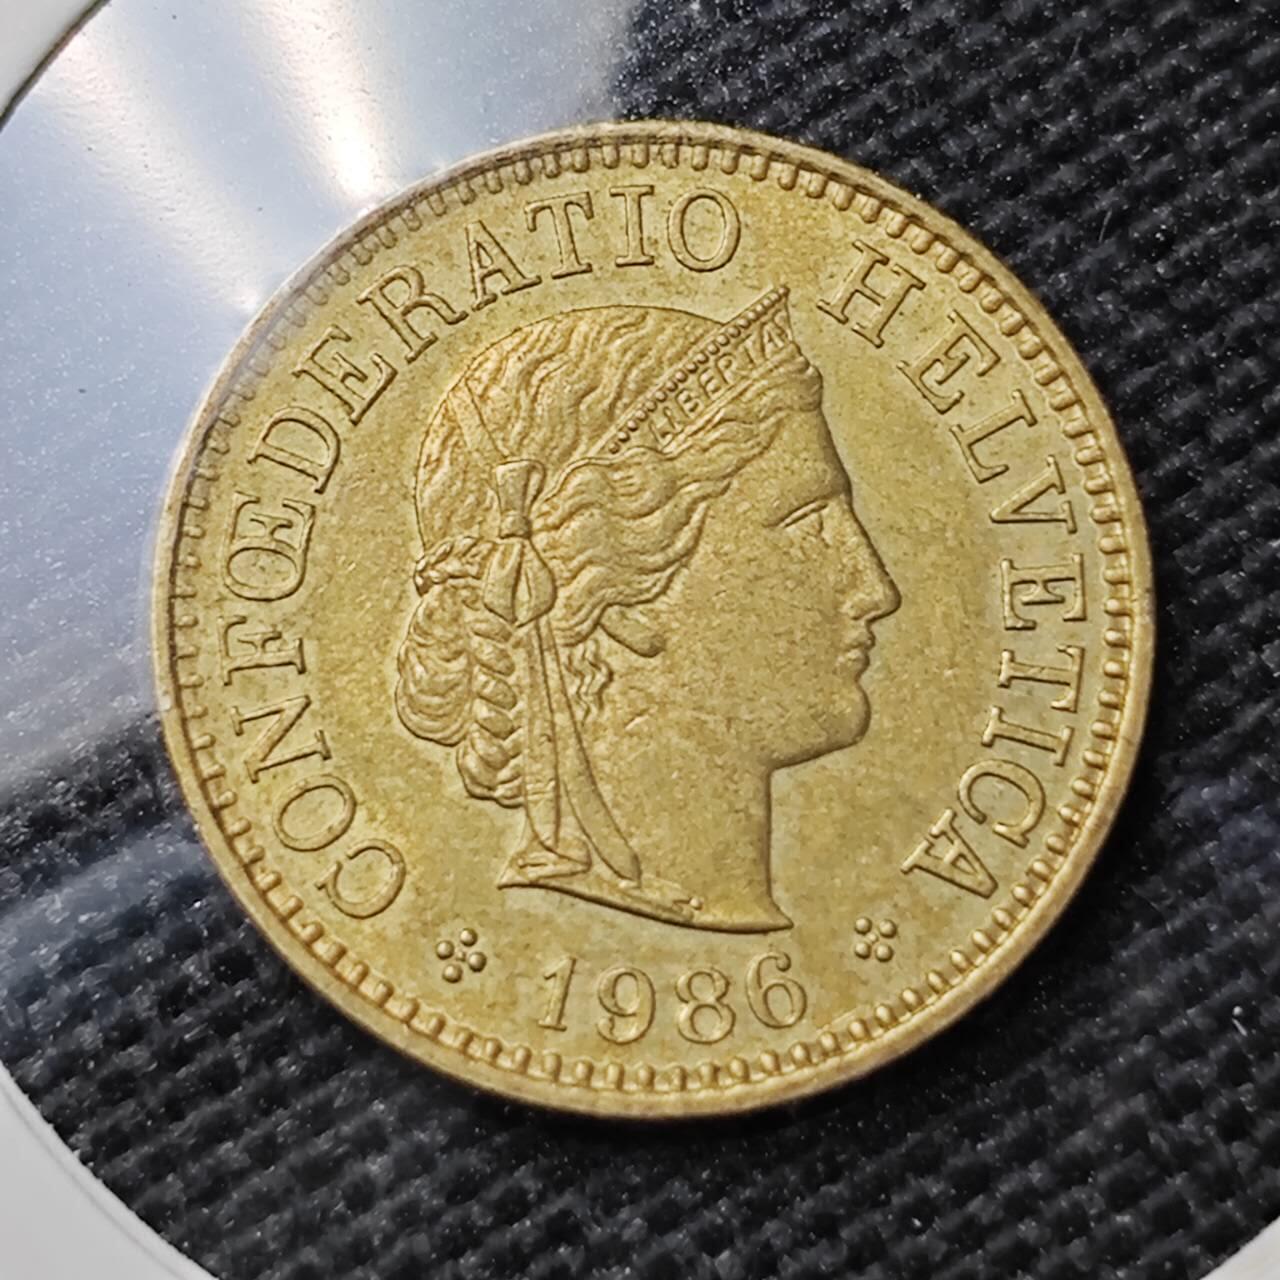 CONFŒDERATIO HELVETICA
LIBERTAS
1986